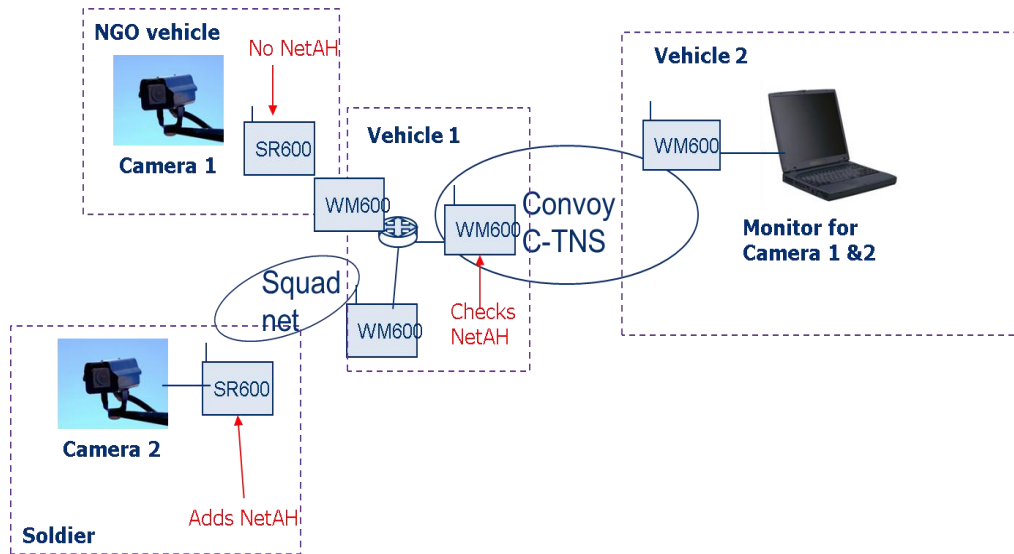 NGO vehicle
No NetAH
Camera 1
SR600
WM600
Vehicle 1
WM600
Convoy
C-TNS
Vehicle 2
WM600
Monitor for
Camera 1 &2
Checks
NetAH
Squad
net
WM600
SR600
Camera 2
Adds NetAH
Soldier